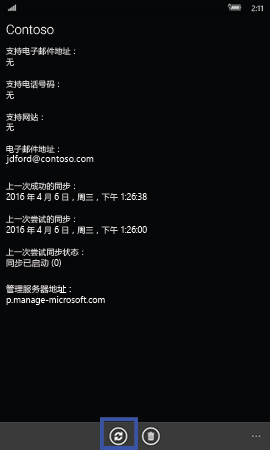 2:11
Contoso
支持电子邮件地址：
无
支持电话号码：
无
支持网站：
无
电子邮件地址：
jdford@contoso.com
上一次成功的同步：
2016 年 4 月 6 日，周三，下午 1:26:38
上一次尝试的同步：
2016 年 4 月 6 日，周三，下午 1:26:00
上一次尝试同步状态：
同步已启动 (0)
管理服务器地址：
p.manage-microsoft.com